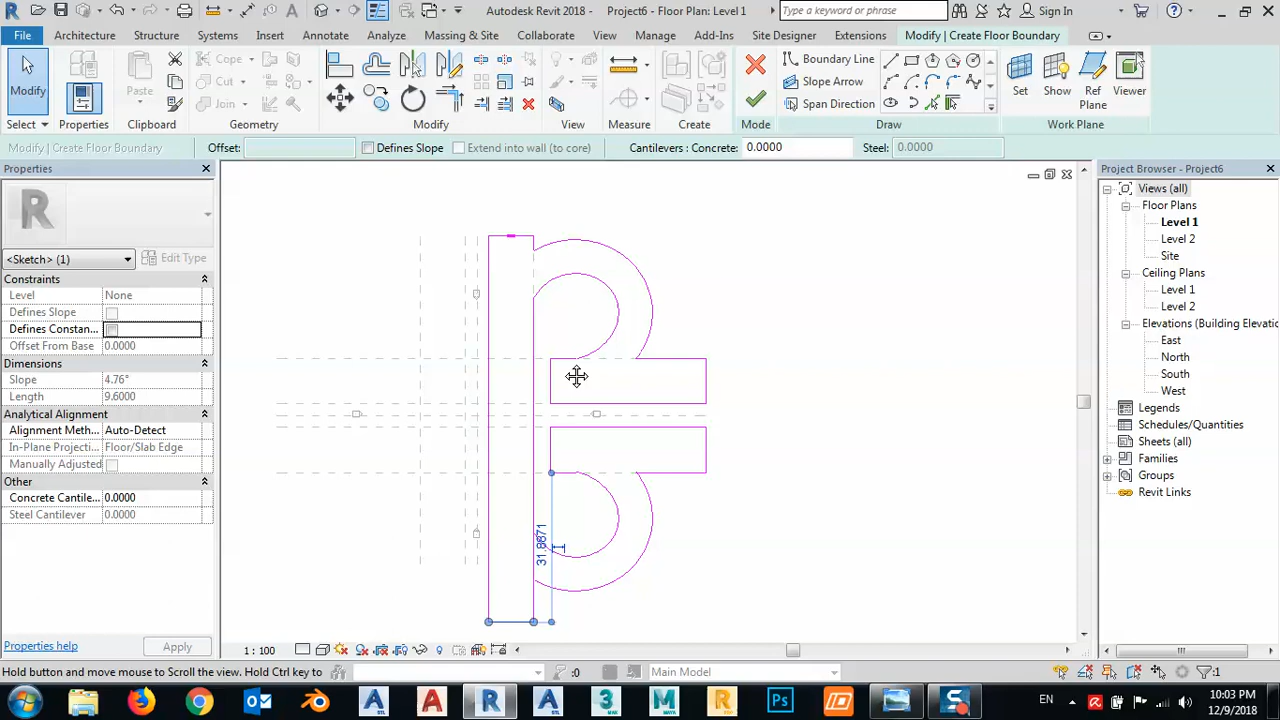 Autodesk Revit 2018 - Project6 - Floor Plan: Level 1
Type a keyword or phrase
Sign In
File
Architecture
Structure
Systems
Insert
Annotate
Analyze
Massing & Site
Collaborate
View
Manage
Add-Ins
Site Designer
Extensions
Modify | Create Floor Boundary
Modify
Paste
Cope
Cut
Join
Boundary Line
Slope Arrow
Span Direction
Set
Show
Ref Plane
Viewer
Select
Properties
Clipboard
Geometry
Modify
View
Measure
Create
Mode
Draw
Work Plane
Modify | Create Floor Boundary
Offset:
Defines Slope
Extend into wall (to core)
Cantilevers : Concrete:
0.0000
Steel:
0.0000
Properties
<Sketch> (1)
Edit Type
Constraints
Level None
Defines Slope
Defines Constan...
Offset From Base 0.0000
Dimensions
Slope 4.76°
Length 9.6000
Analytical Alignment
Alignment Meth... Auto-Detect
In-Plane Projecti... Floor/Slab Edge
Manually Adjusted
Other
Concrete Cantile... 0.0000
Steel Cantilever 0.0000
Properties help
Apply
31.8871
Project Browser - Project6
Views (all)
Floor Plans
Level 1
Level 2
Site
Ceiling Plans
Level 1
Level 2
Elevations (Building Elevatio
East
North
South
West
Legends
Schedules/Quantities
Sheets (all)
Families
Groups
Revit Links
1 : 100
Hold button and move mouse to Scroll the view. Hold Ctrl key to
:0
Main Model
:1
EN
10:03 PM
12/9/2018